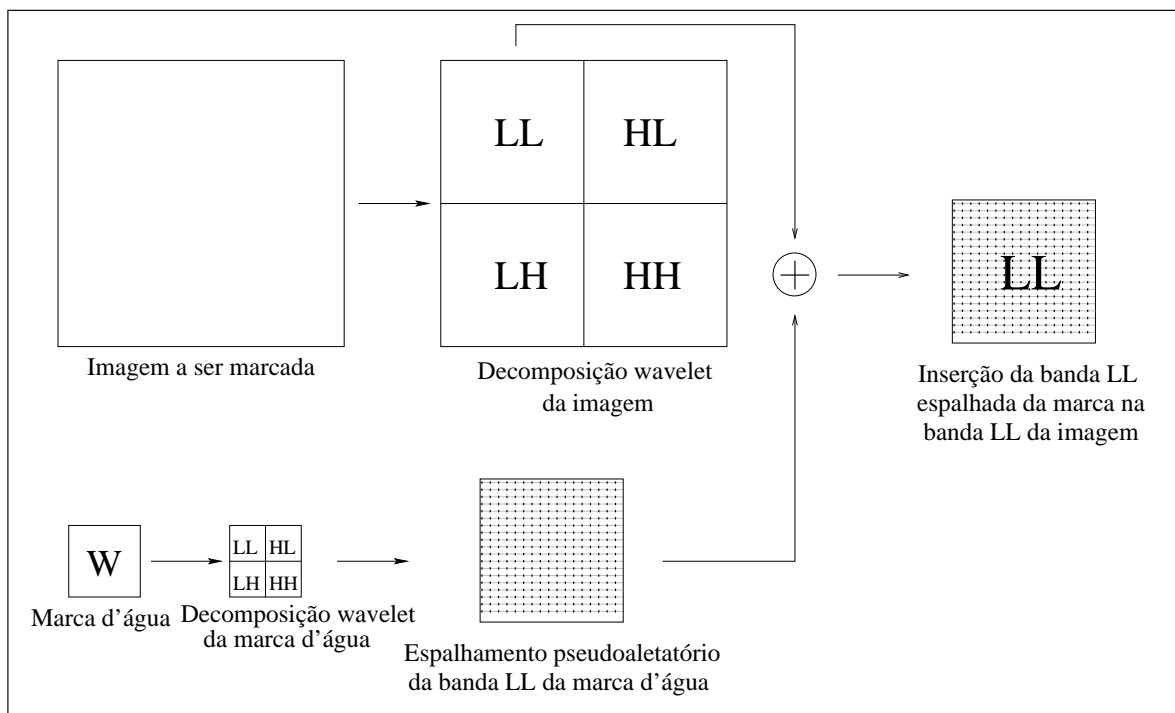 LL HL
LH HH
Imagem a ser marcada
Decomposição wavelet
da imagem
LL
Inserção da banda LL
espalhada da marca na
banda LL da imagem
W
Marca d'água
LL HL
LH HH
Decomposição wavelet
da marca d'água
Espalhamento pseudoaletatório
da banda LL da marca d'água